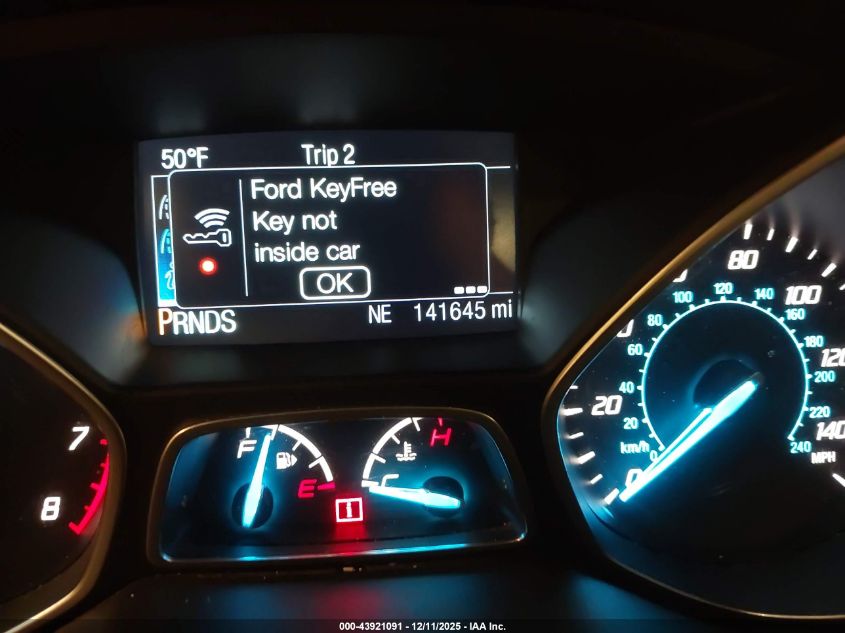 50°F Trip 2
Ford KeyFree
Key not
inside car
OK
PRNDS NE 141645 mi
7
8
F
E
H
C
80
100
120
140
MPH
20
0
km/h
0
20
40
60
80
100
120
140
160
180
200
220
240
000-43921091 - 12/11/2025 - IAA Inc.